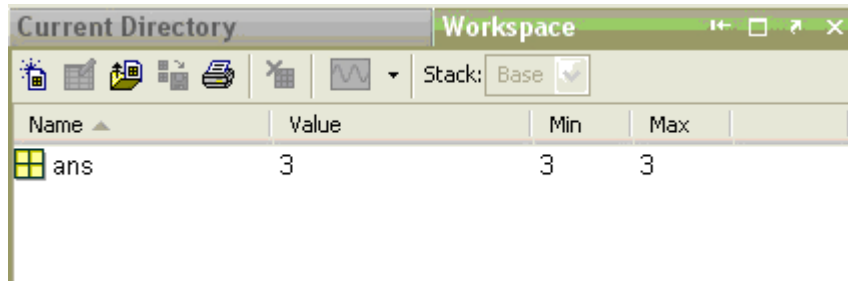 Current Directory Workspace
Stack: Base
Name Value Min Max
ans 3 3 3